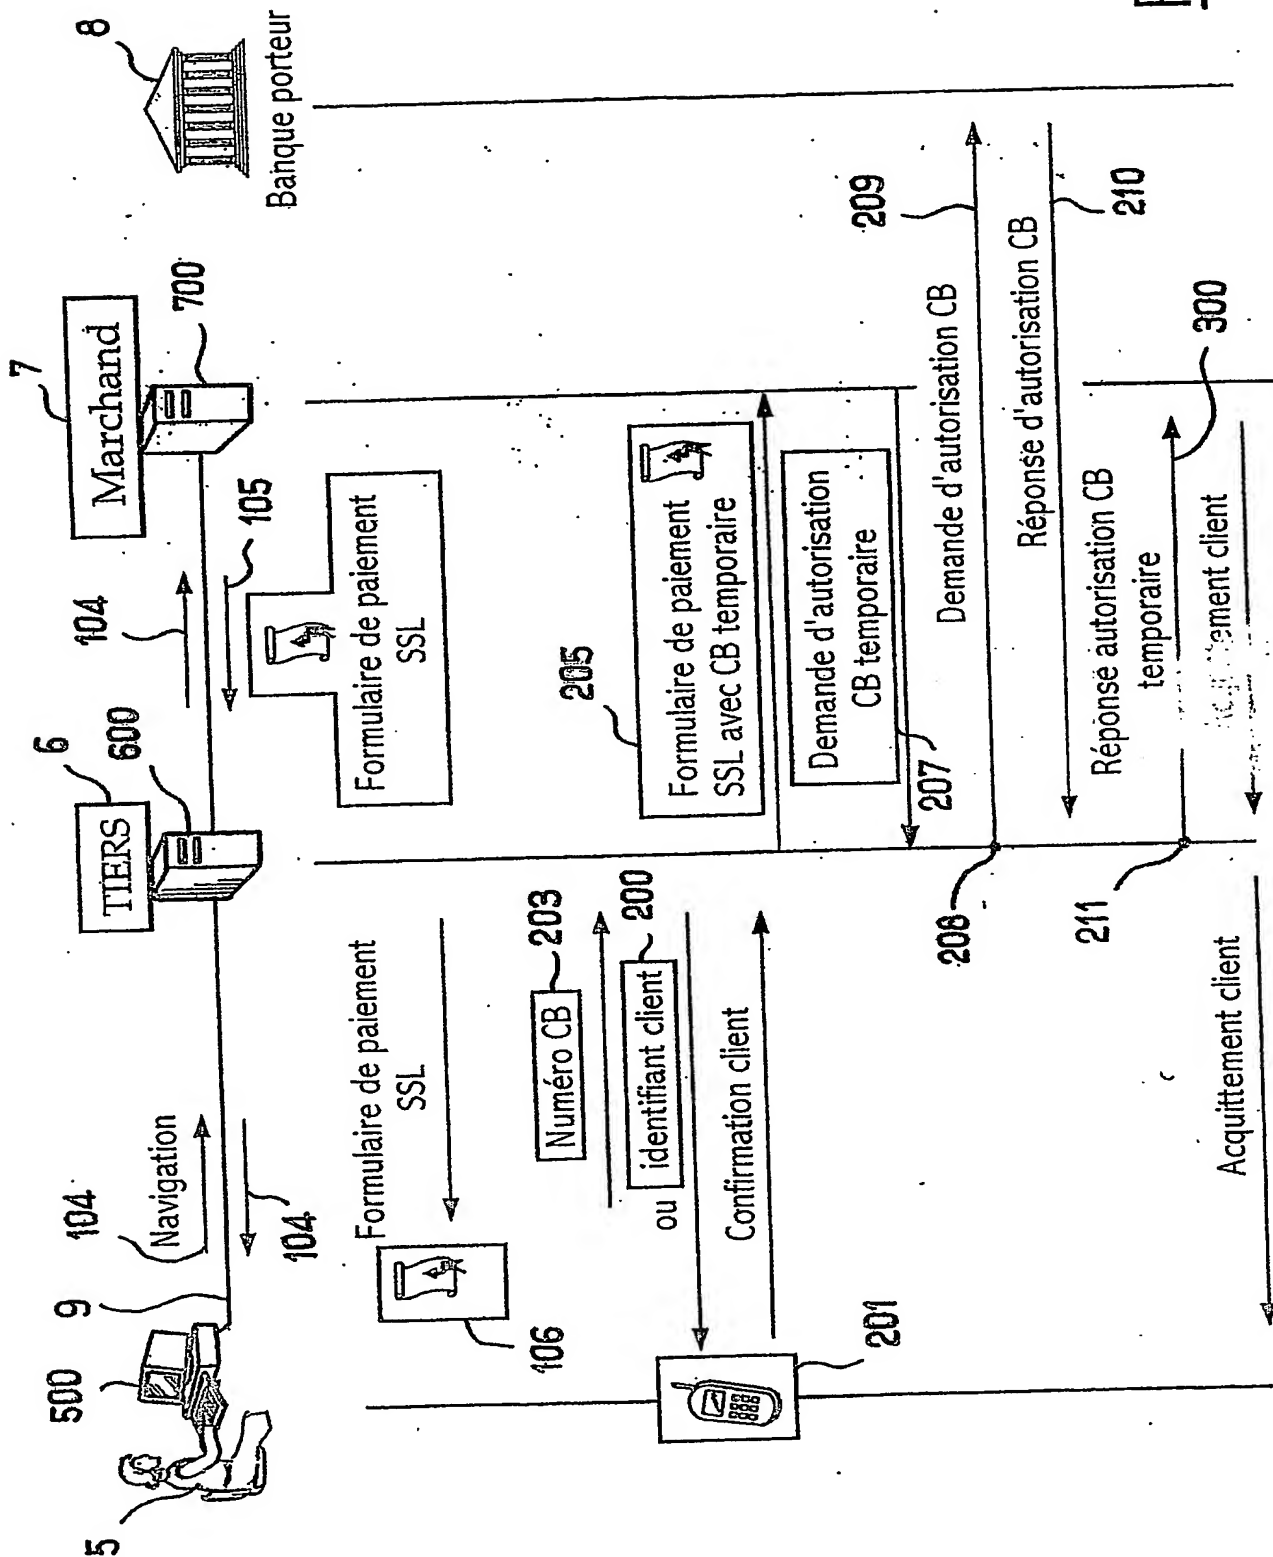 5
500
9
104
Navigation
104
TIERS
6
600
104
105
Marchand
7
700
8
Banque porteur
Formulaire de paiement
SSL
106
Formulaire de paiement
SSL
Numéro CB
203
ou
identifiant client
200
Confirmation client
201
205
Formulaire de paiement
SSL avec CB temporaire
Demande d'autorisation
CB temporaire
207
208
Demande d'autorisation CB
209
Réponse d'autorisation CB
210
211
Réponse autorisation CB
temporaire
300
Acquittement client
Acquittement client